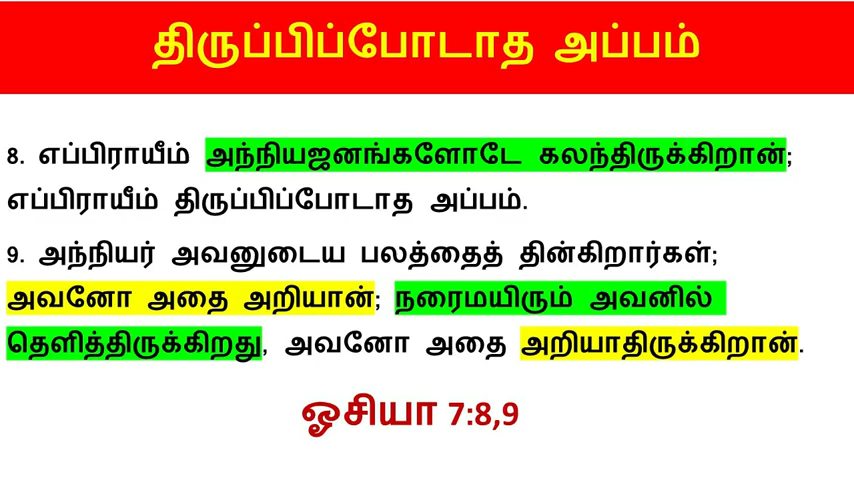 திருப்பிப்போடாத அப்பம்
8. எப்பிராயீம் அந்நியஜனங்களோடே கலந்திருக்கிறான்;
எப்பிராயீம் திருப்பிப்போடாத அப்பம்.
9. அந்நியர் அவனுடைய பலத்தைத் தின்கிறார்கள்;
அவனோ அதை அறியான்; நரைமயிரும் அவனில்
தெளித்திருக்கிறது, அவனோ அதை அறியாதிருக்கிறான்.
ஓசியா 7:8,9